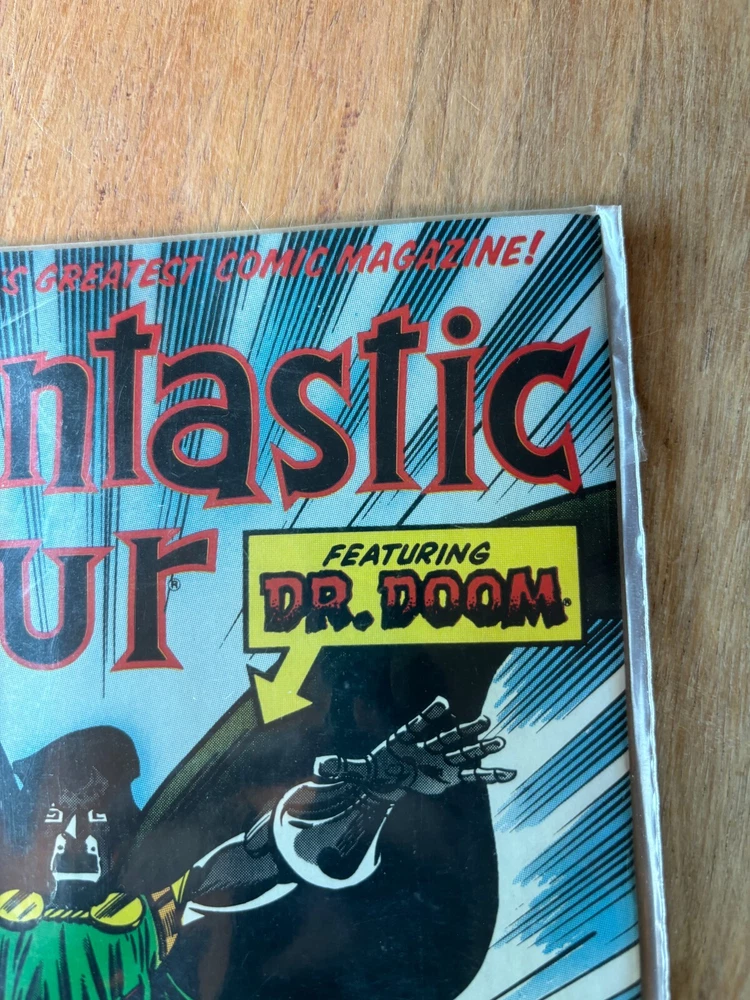 'S GREATEST COMIC MAGAZINE!
ntastic
ur®
FEATURING
DR. DOOM®